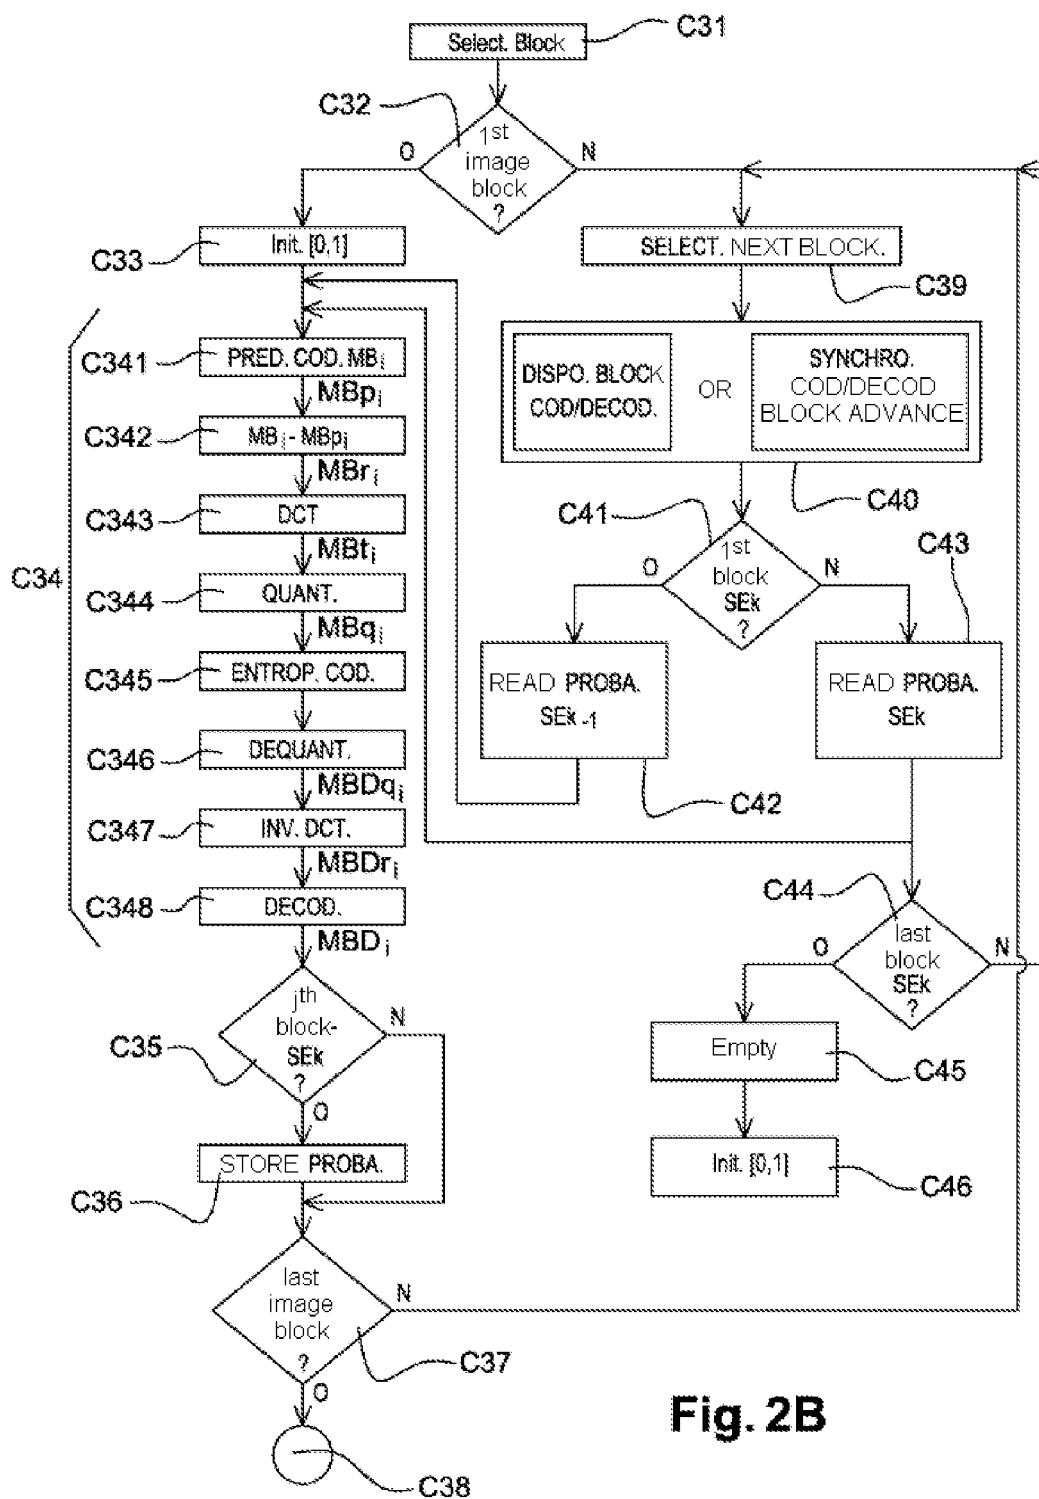 C31
Select. Block
C32
1st
image
block
?
O
N
C33
Init. [0,1]
SELECT. NEXT BLOCK.
C39
C34
C341
PRED. COD. MBi
MBpi
C342
MBi - MBpi
MBri
C343
DCT
MBti
C344
QUANT.
MBqi
C345
ENTROP. COD.
C346
DEQUANT.
MBDqi
C347
INV. DCT.
MBDri
C348
DECOD.
MBDi
DISPO. BLOCK
COD/DECOD.
OR
SYNCHRO.
COD/DECOD
BLOCK ADVANCE
C40
C41
1st
block
SEk
?
O
N
C43
READ PROBA.
SEk-1
C42
READ PROBA.
SEk
C44
last
block
SEk
?
O
N
C35
jth
block-
SEk
?
N
O
Empty
C45
STORE PROBA.
C36
Init. [0,1]
C46
last
image
block
?
N
C37
O
C38
Fig. 2B